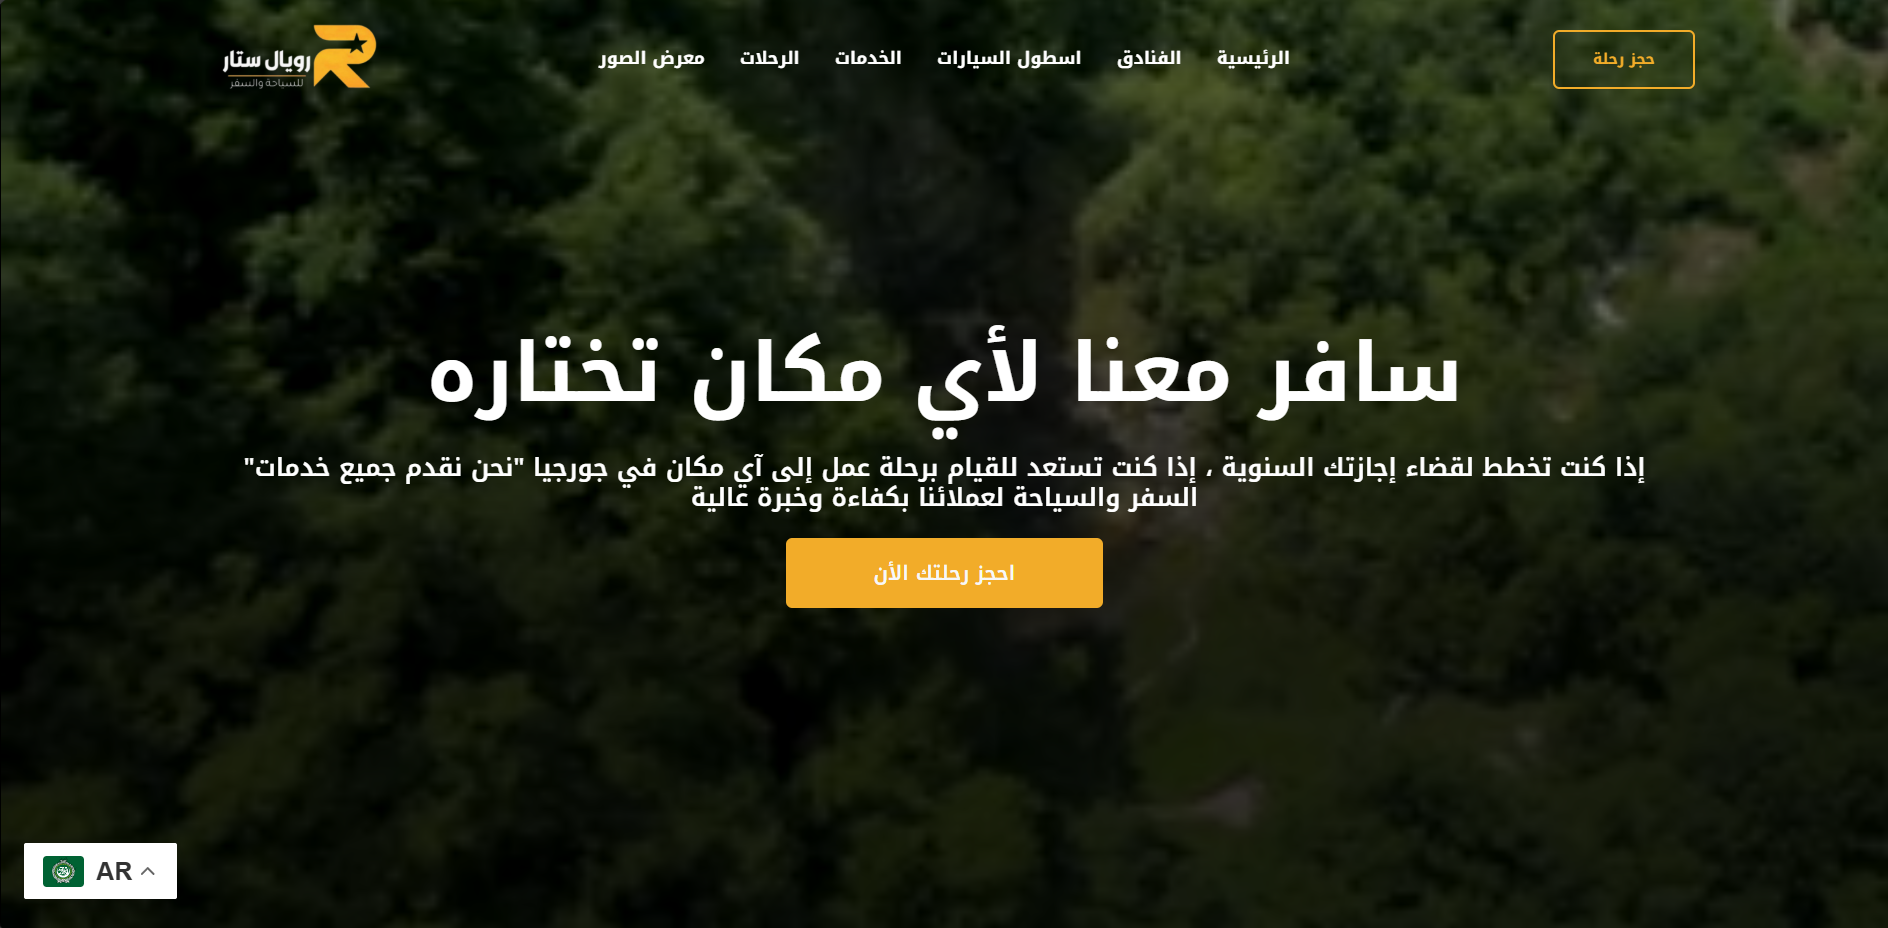 رويال ستار
للسياحة والسفر
الرئيسية
الفنادق
اسطول السيارات
الخدمات
الرحلات
معرض الصور
حجز رحلة
سافر معنا لأي مكان تختاره
إذا كنت تخطط لقضاء إجازتك السنوية ، إذا كنت تستعد للقيام برحلة عمل إلى آي مكان في جورجيا "نحن نقدم جميع خدمات"
السفر والسياحة لعملائنا بكفاءة وخبرة عالية
احجز رحلتك الأن
AR